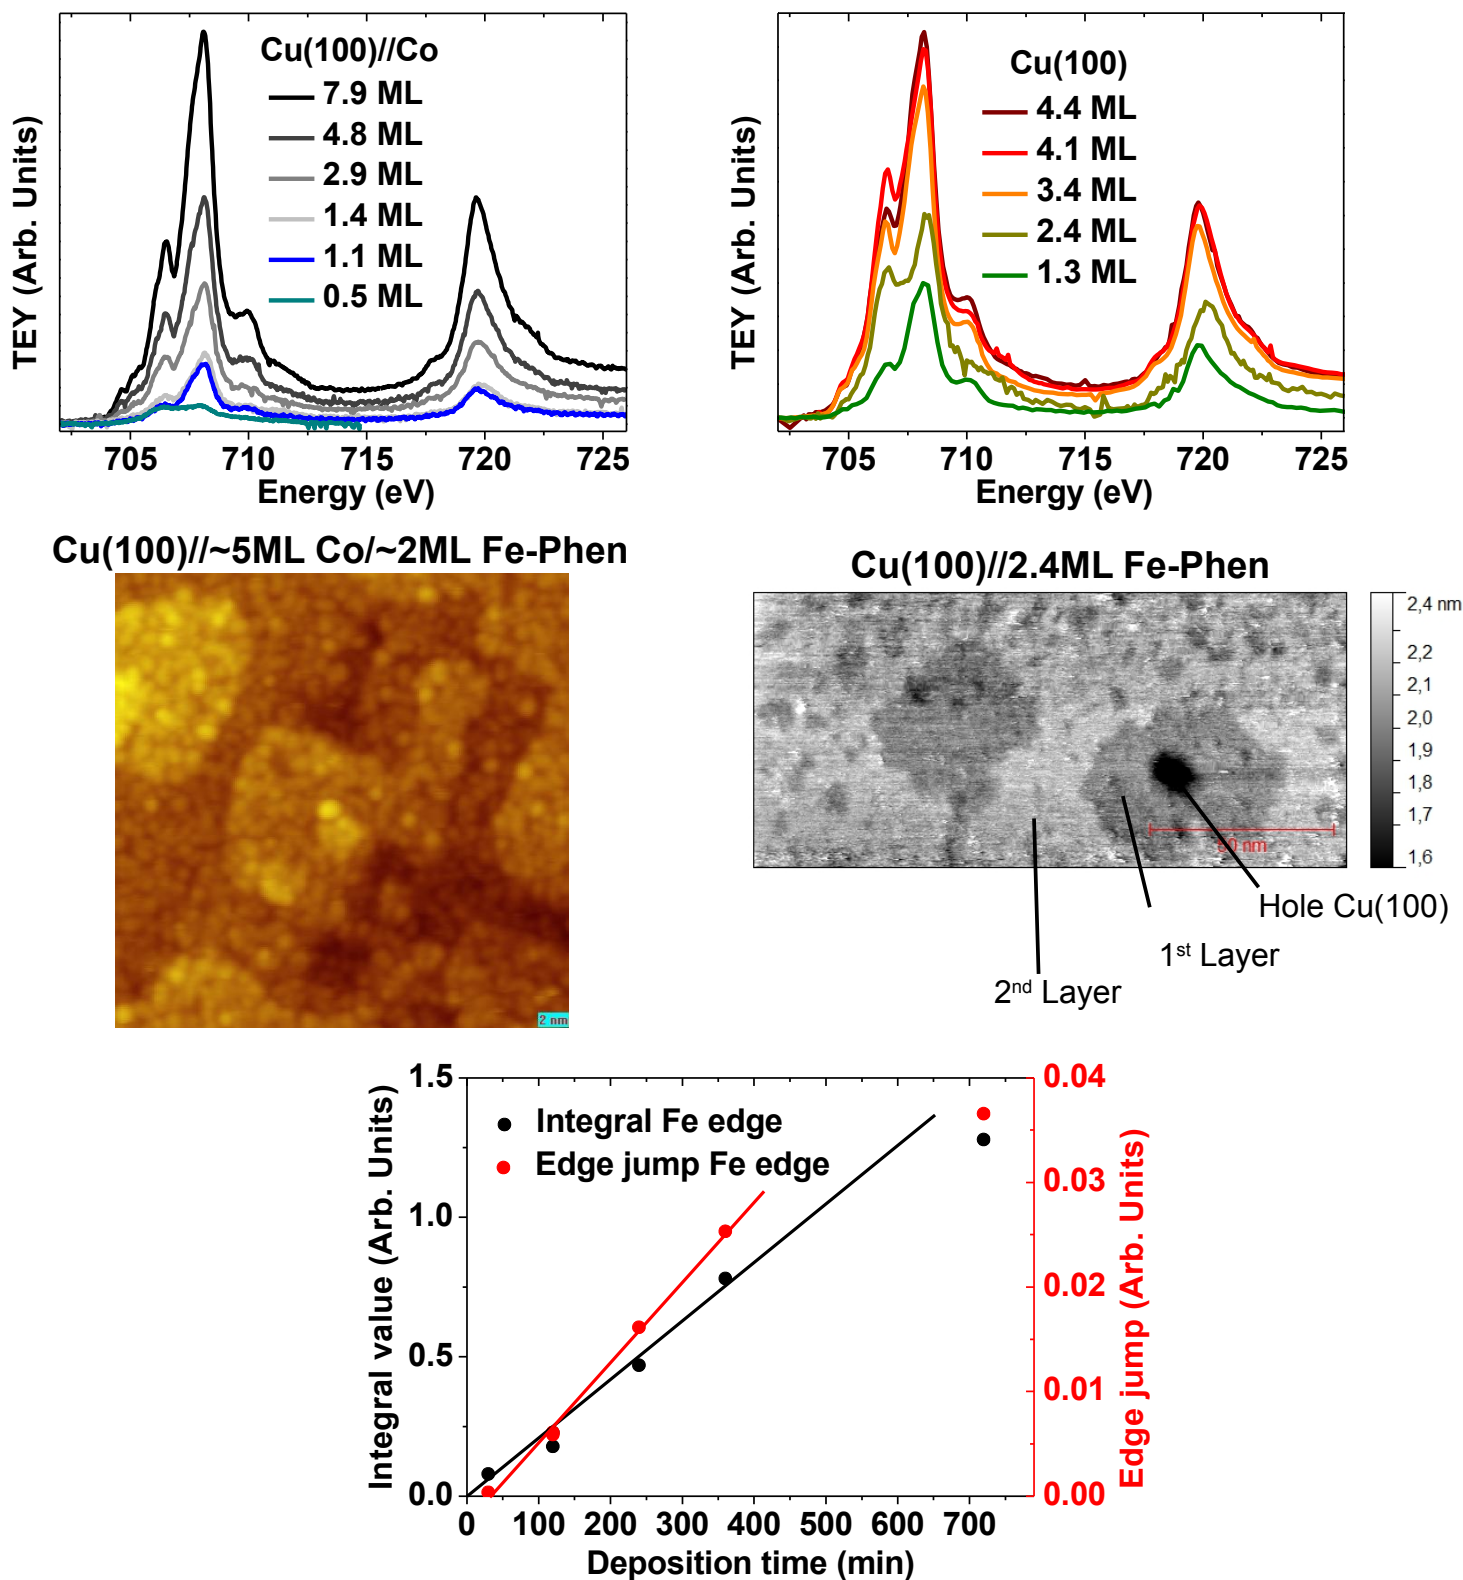 TEY (Arb. Units)
Cu(100)//Co
7.9 ML
4.8 ML
2.9 ML
1.4 ML
1.1 ML
0.5 ML
705 710 715 720 725
Energy (eV)
TEY (Arb. Units)
Cu(100)
4.4 ML
4.1 ML
3.4 ML
2.4 ML
1.3 ML
705 710 715 720 725
Energy (eV)
Cu(100)//~5ML Co/~2ML Fe-Phen
2 nm
Cu(100)//2.4ML Fe-Phen
2,4 nm
2,2
2,1
2,0
1,9
1,8
1,7
1,6
nm
Hole Cu(100)
1st Layer
2nd Layer
Integral value (Arb. Units)
1.5
1.0
0.5
0.0
Integral Fe edge
Edge jump Fe edge
0.04
0.03
0.02
0.01
0.00
Edge jump (Arb. Units)
0 100 200 300 400 500 600 700
Deposition time (min)